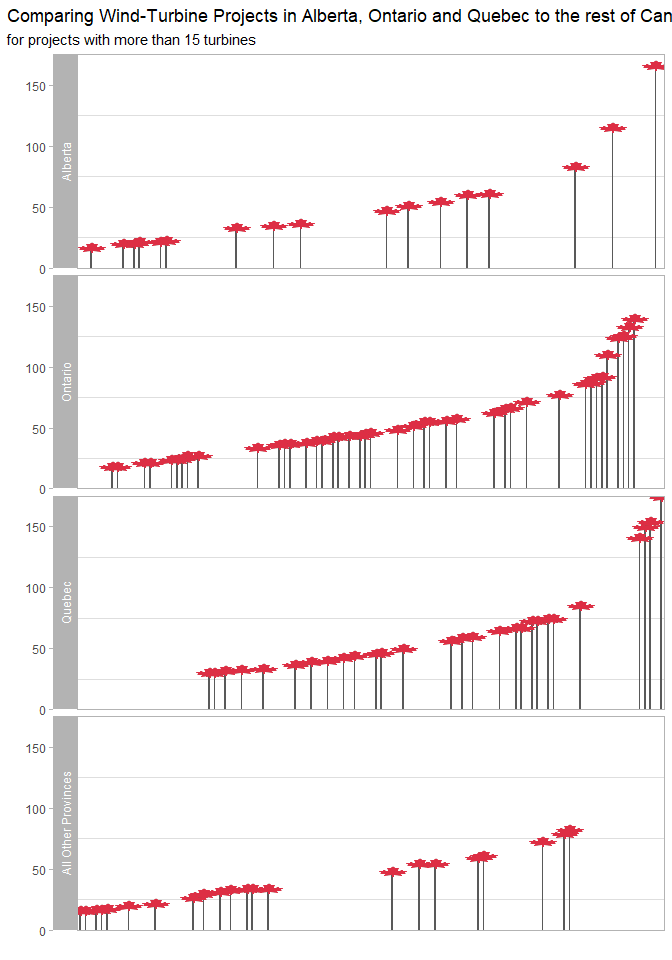 Comparing Wind-Turbine Projects in Alberta, Ontario and Quebec to the rest of Can
for projects with more than 15 turbines
150
100
50
0
Alberta
150
100
50
0
Ontario
150
100
50
0
Quebec
150
100
50
0
All Other Provinces